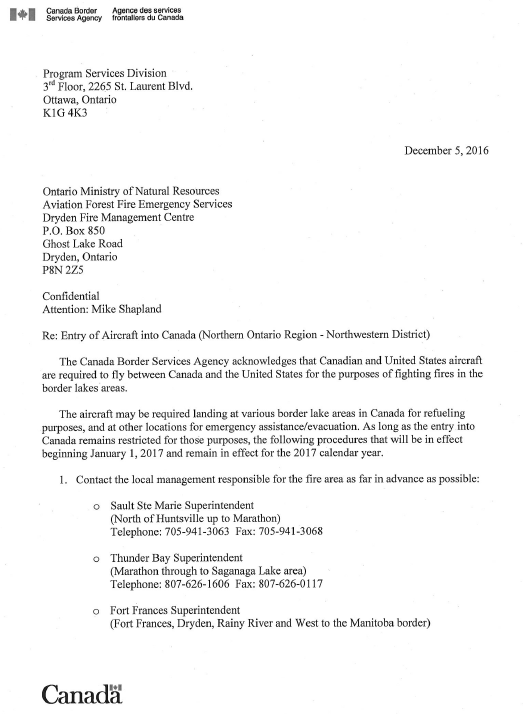 Canada Border Agence des services
Services Agency frontaliers du Canada
Program Services Division
3rd Floor, 2265 St. Laurent Blvd.
Ottawa, Ontario
K1G 4K3
December 5, 2016
Ontario Ministry of Natural Resources
Aviation Forest Fire Emergency Services
Dryden Fire Management Centre
P.O. Box 850
Ghost Lake Road
Dryden, Ontario
P8N 2Z5
Confidential
Attention: Mike Shapland
Re: Entry of Aircraft into Canada (Northern Ontario Region - Northwestern District)
The Canada Border Services Agency acknowledges that Canadian and United States aircraft
are required to fly between Canada and the United States for the purposes of fighting fires in the
border lakes areas.
The aircraft may be required landing at various border lake areas in Canada for refueling
purposes, and at other locations for emergency assistance/evacuation. As long as the entry into
Canada remains restricted for those purposes, the following procedures that will be in effect
beginning January 1, 2017 and remain in effect for the 2017 calendar year.
1. Contact the local management responsible for the fire area as far in advance as possible:
o Sault Ste Marie Superintendent
(North of Huntsville up to Marathon)
Telephone: 705-941-3063 Fax: 705-941-3068
o Thunder Bay Superintendent
(Marathon through to Saganaga Lake area)
Telephone: 807-626-1606 Fax: 807-626-0117
o Fort Frances Superintendent
(Fort Frances, Dryden, Rainy River and West to the Manitoba border)
Canada